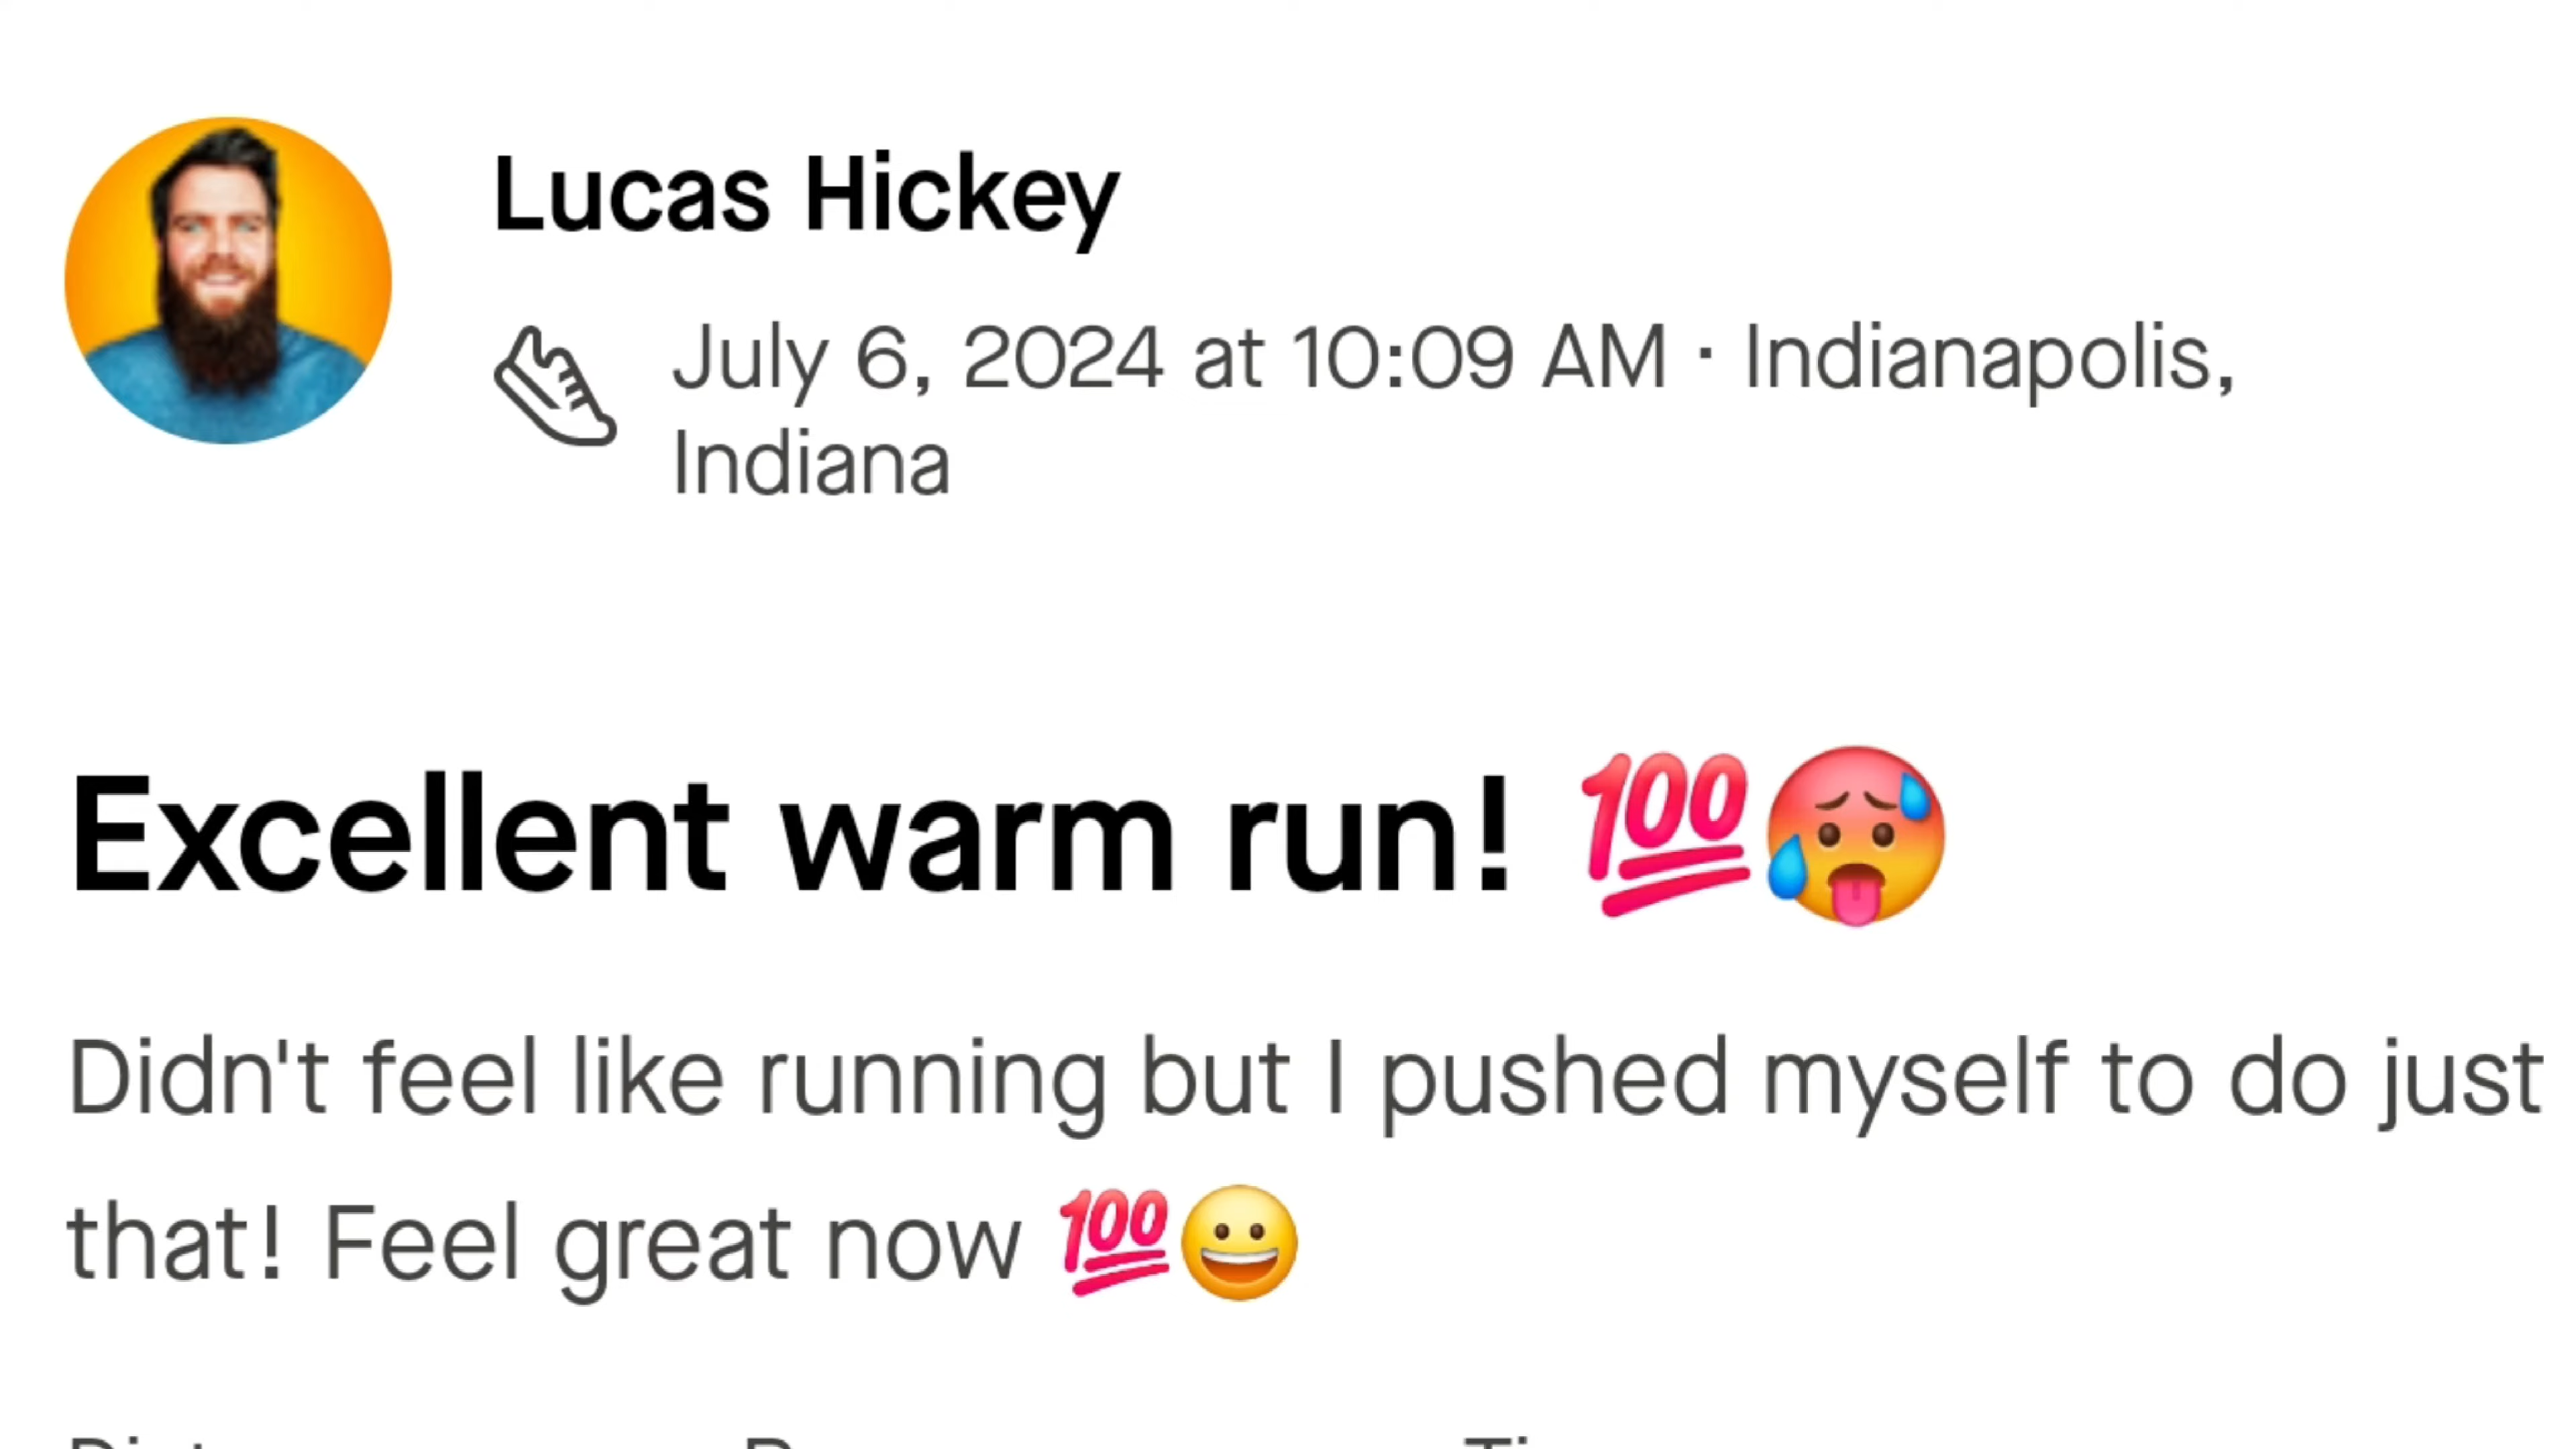 Lucas Hickey
July 6, 2024 at 10:09 AM · Indianapolis,
Indiana
Excellent warm run! 💯🥵
Didn't feel like running but I pushed myself to do just
that! Feel great now 💯😀